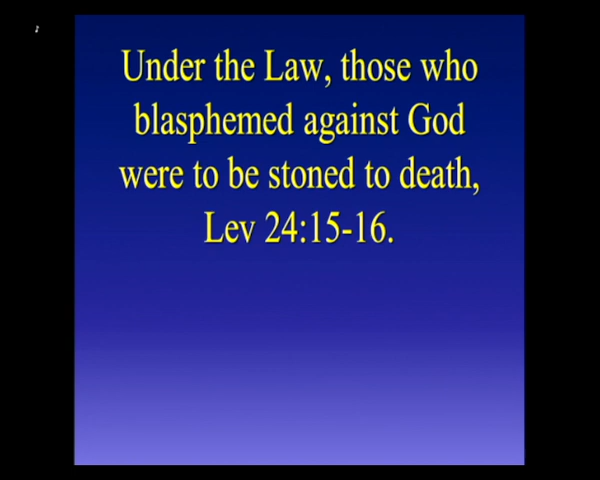 Under the Law, those who
blasphemed against God
were to be stoned to death,
Lev 24:15-16.